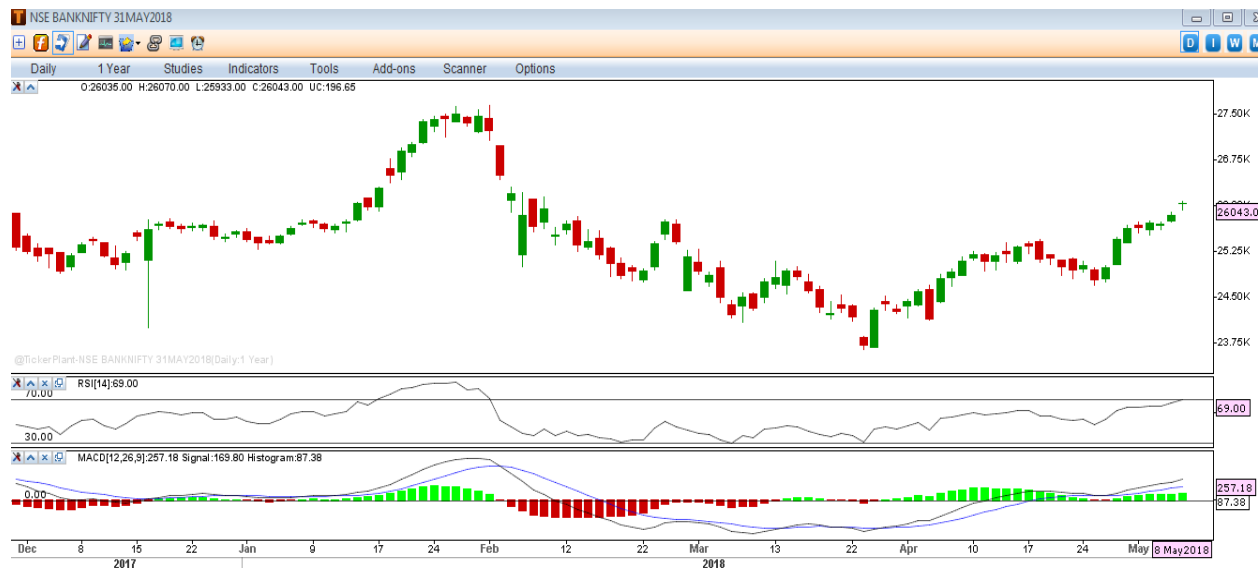 NSE BANKNIFTY 31MAY2018
D I W
Daily 1 Year Studies Indicators Tools Add-ons Scanner Options
O:26035.00 H:26070.00 L:25933.00 C:26043.00 UC:196.65
27.50K
26.75K
26043.0
25.25K
24.50K
23.75K
@TickerPlant-NSE BANKNIFTY 31MAY2018(Daily:1 Year)
RSI[14]:69.00
70.00
69.00
30.00
MACD[12,26,9]:257.18 Signal:169.80 Histogram:87.38
0.00
257.18
87.38
Dec 8 15 22 Jan 9 17 24 Feb 12 22 Mar 13 22 Apr 10 17 24 May 8 May2018
2017 2018